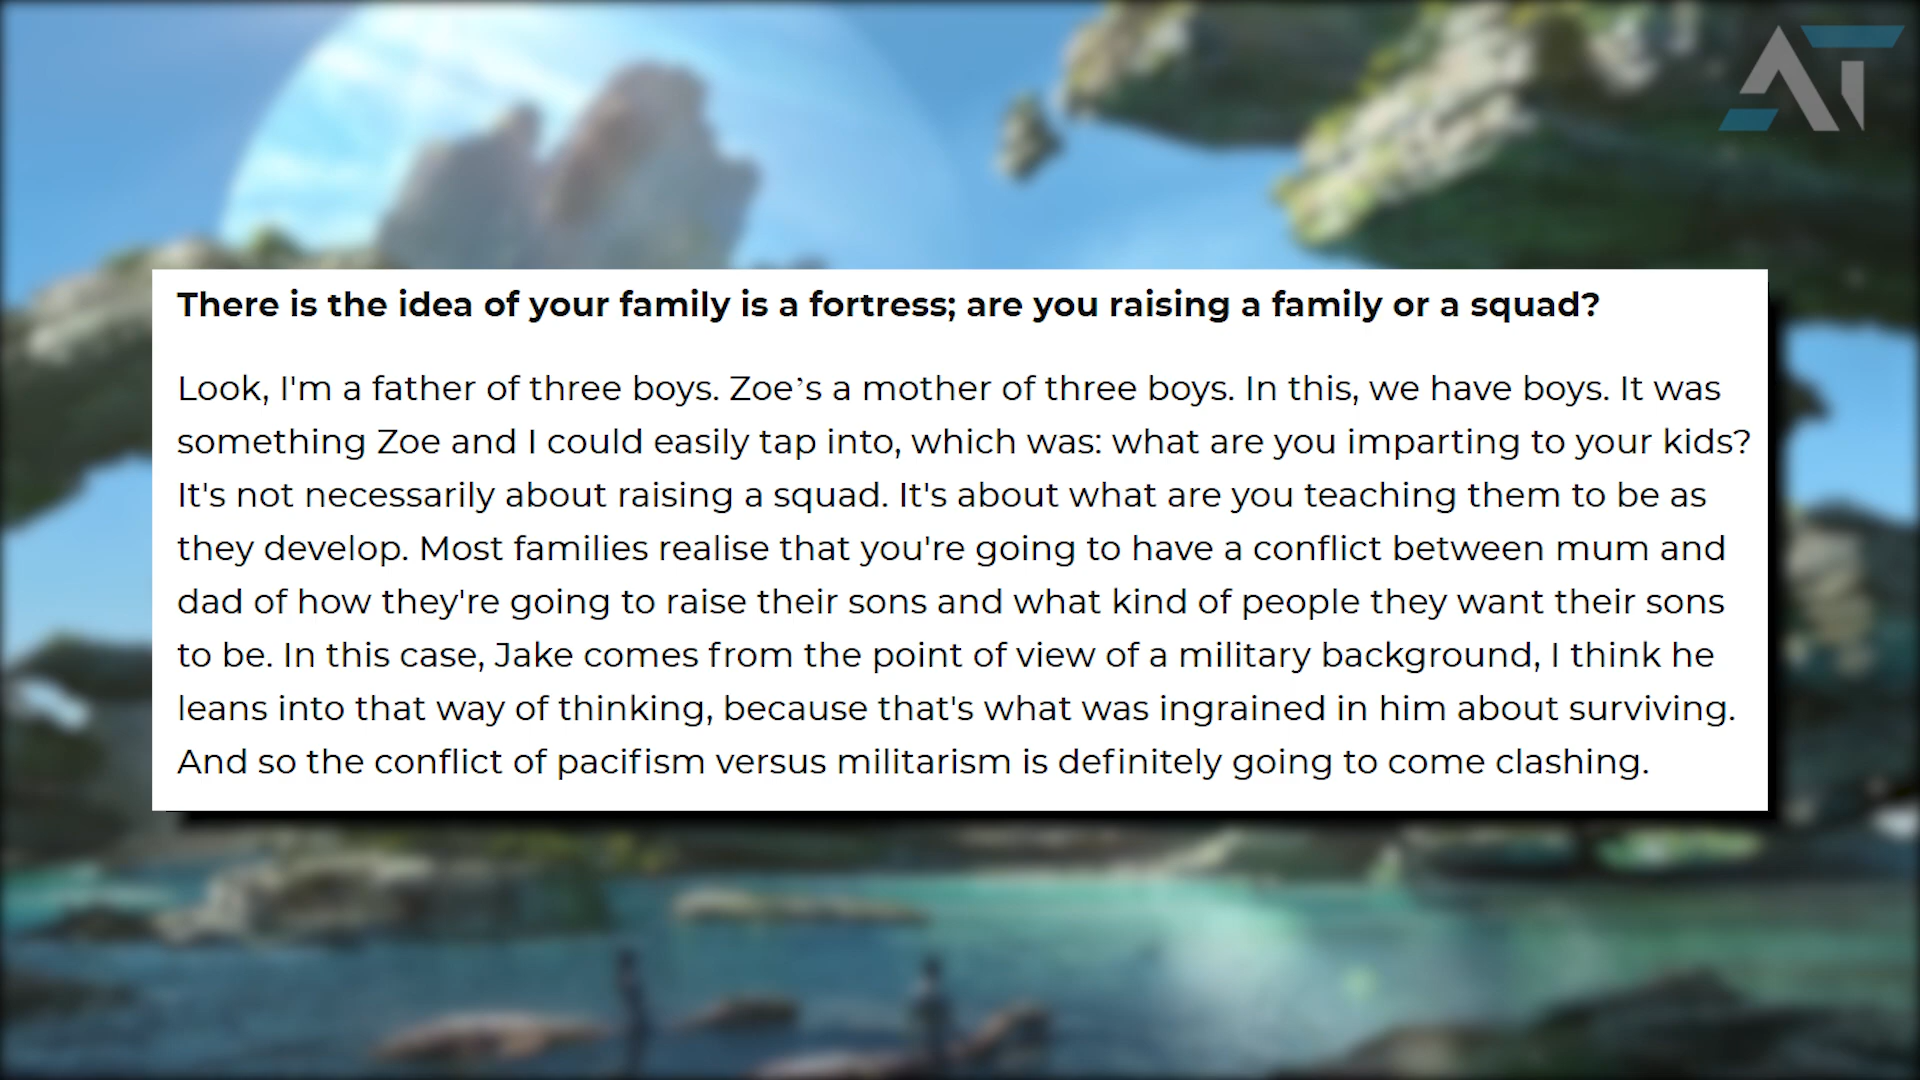 AT
There is the idea of your family is a fortress; are you raising a family or a squad?
Look, I'm a father of three boys. Zoe’s a mother of three boys. In this, we have boys. It was
something Zoe and I could easily tap into, which was: what are you imparting to your kids?
It's not necessarily about raising a squad. It's about what are you teaching them to be as
they develop. Most families realise that you're going to have a conflict between mum and
dad of how they're going to raise their sons and what kind of people they want their sons
to be. In this case, Jake comes from the point of view of a military background, I think he
leans into that way of thinking, because that's what was ingrained in him about surviving.
And so the conflict of pacifism versus militarism is definitely going to come clashing.